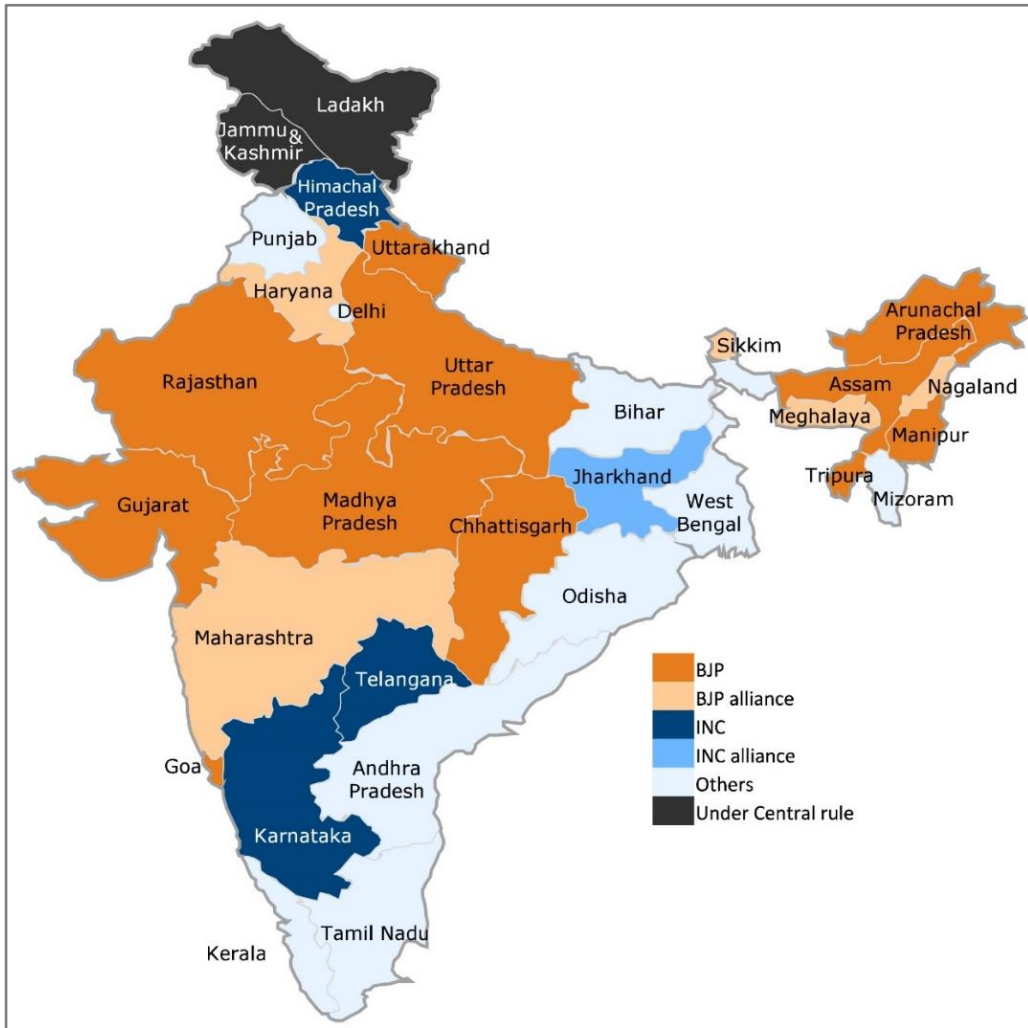 Ladakh
Jammu &
Kashmir
Himachal
Pradesh
Punjab
Uttarakhand
Haryana
Delhi
Arunachal
Pradesh
Sikkim
Rajasthan
Uttar
Pradesh
Assam
Nagaland
Bihar
Meghalaya
Manipur
Jharkhand
Tripura
Mizoram
Gujarat
Madhya
Pradesh
Chhattisgarh
West
Bengal
Odisha
Maharashtra
Telangana
BJP
BJP alliance
INC
INC alliance
Others
Under Central rule
Goa
Andhra
Pradesh
Karnataka
Tamil Nadu
Kerala